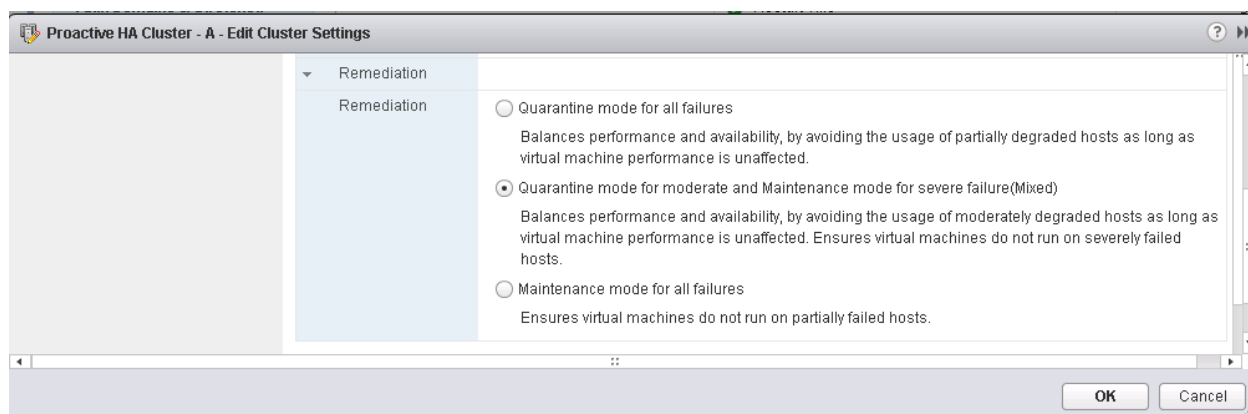 Proactive HA Cluster - A - Edit Cluster Settings
?
Remediation
Remediation
Quarantine mode for all failures
Balances performance and availability, by avoiding the usage of partially degraded hosts as long as
virtual machine performance is unaffected.
Quarantine mode for moderate and Maintenance mode for severe failure(Mixed)
Balances performance and availability, by avoiding the usage of moderately degraded hosts as long as
virtual machine performance is unaffected. Ensures virtual machines do not run on severely failed
hosts.
Maintenance mode for all failures
Ensures virtual machines do not run on partially failed hosts.
OK
Cancel